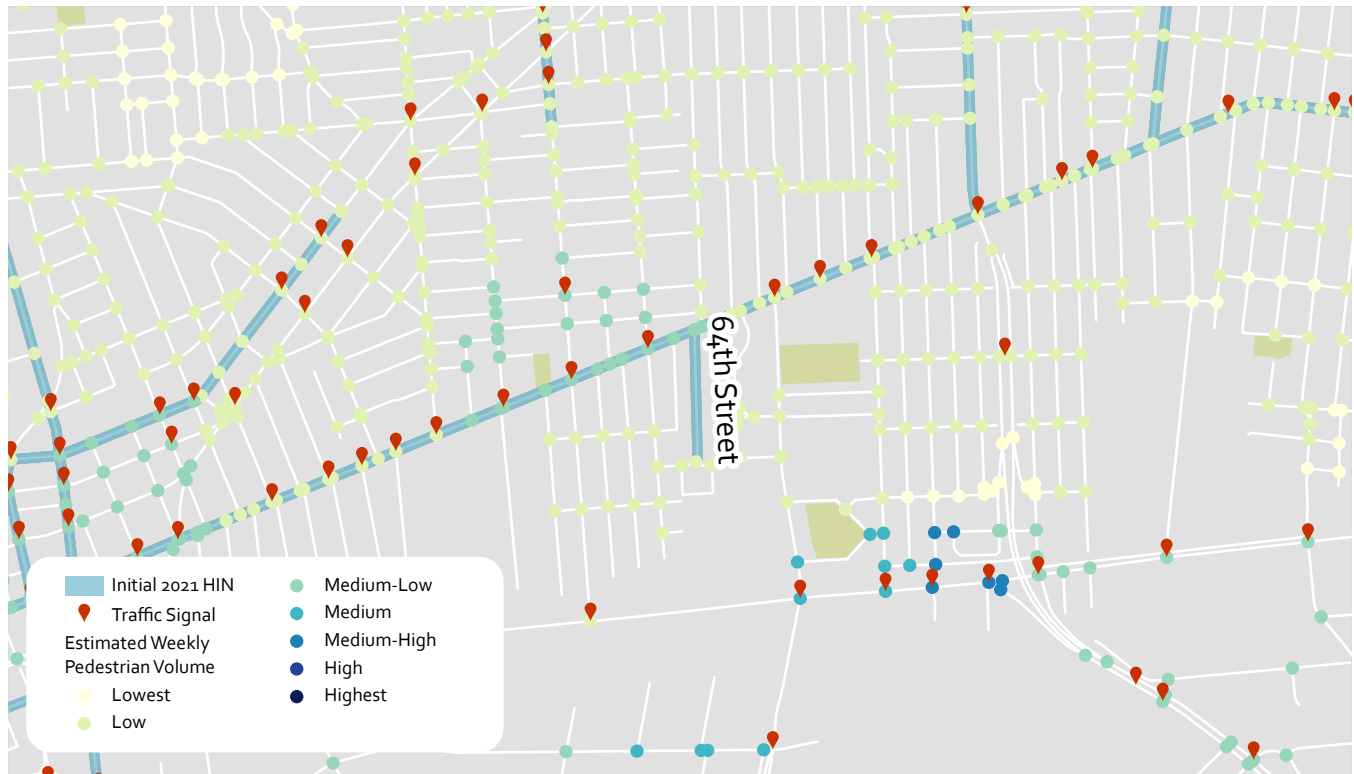 64th Street
Initial 2021 HIN
Traffic Signal
Estimated Weekly
Pedestrian Volume
Lowest
Low
Medium-Low
Medium
Medium-High
High
Highest